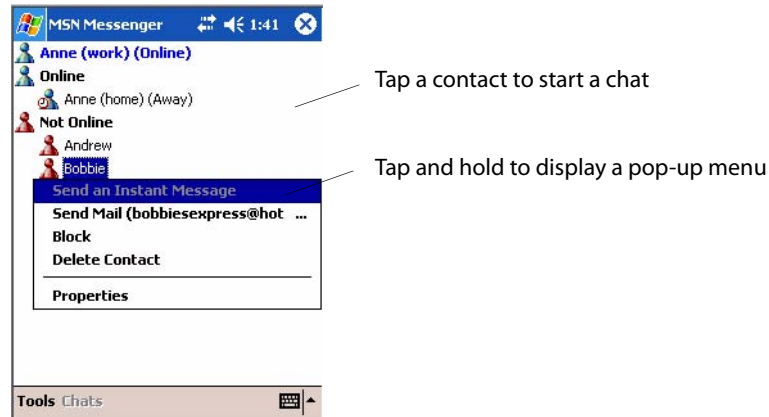 MSN Messenger 1:41
Anne (work) (Online)
Online
Anne (home) (Away)
Not Online
Andrew
Bobbie
Send an Instant Message
Send Mail (bobbiesexpress@hot ...
Block
Delete Contact
Properties
Tools Chats
Tap a contact to start a chat
Tap and hold to display a pop-up menu